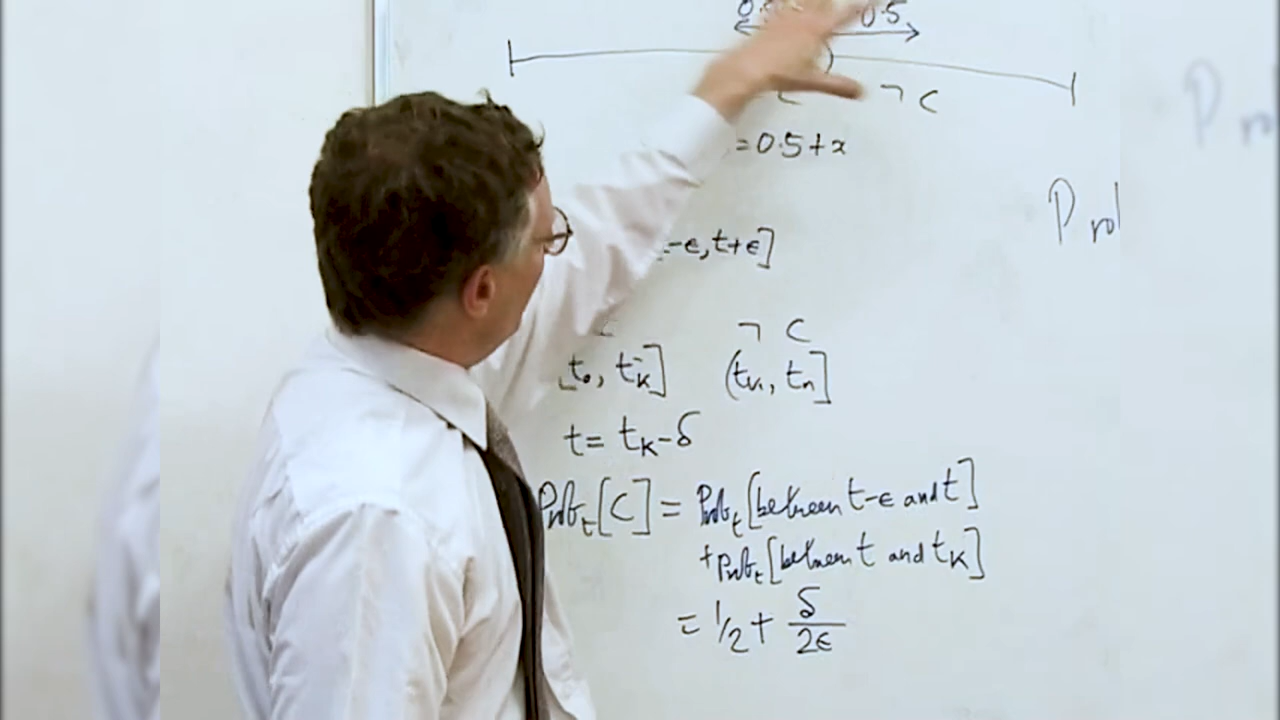 0.5
¬ C
= 0.5 + x
P rol
-ϵ, t+ϵ]
¬ C
t₀, tₖ] (tₖ, tₙ]
t = tₖ-δ
Probₜ[C] = Probₜ[between t-ϵ and t]
+ Probₜ[between t and tₖ]
= 1/2 + δ/2ϵ